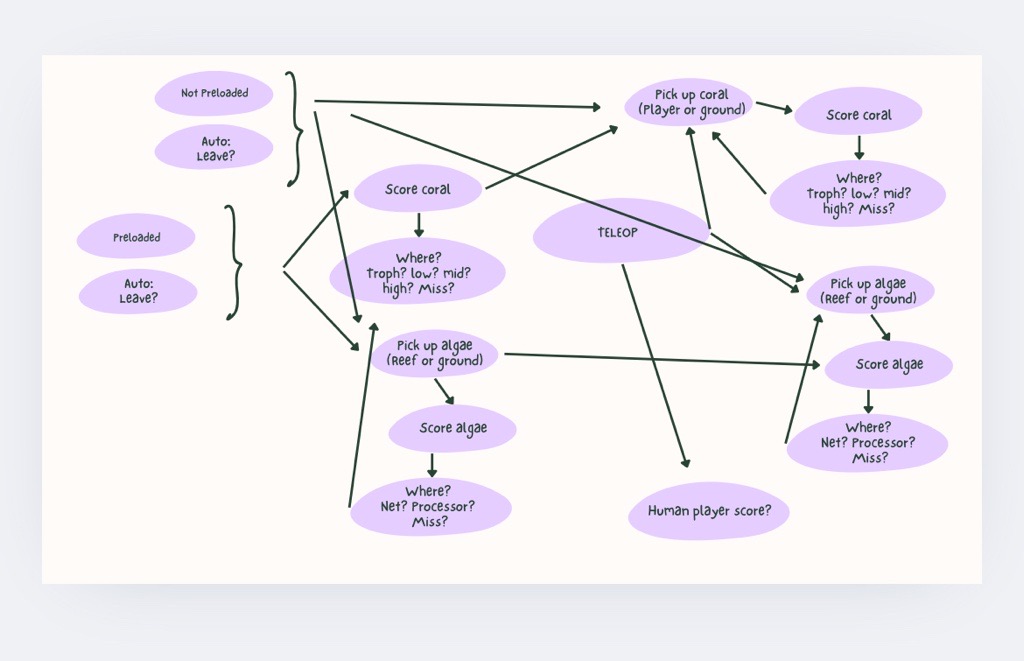 Not Preloaded
Auto:
Leave?
Preloaded
Auto:
Leave?
Score coral
Where?
Troph? low? mid?
high? Miss?
Pick up algae
(Reef or ground)
Score algae
Where?
Net? Processor?
Miss?
TELEOP
Pick up coral
(Player or ground)
Score coral
Where?
Troph? low? mid?
high? Miss?
Pick up algae
(Reef or ground)
Score algae
Where?
Net? Processor?
Miss?
Human player score?